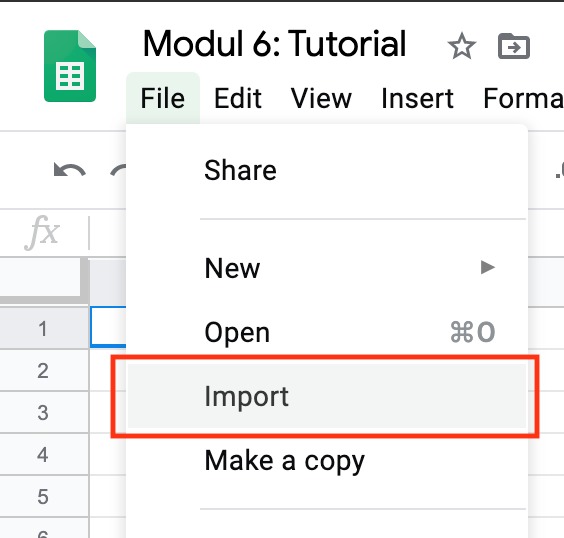 Modul 6: Tutorial
File Edit View Insert Forma
fx
Share
New
Open ⌘O
Import
Make a copy
1
2
3
4
5
6